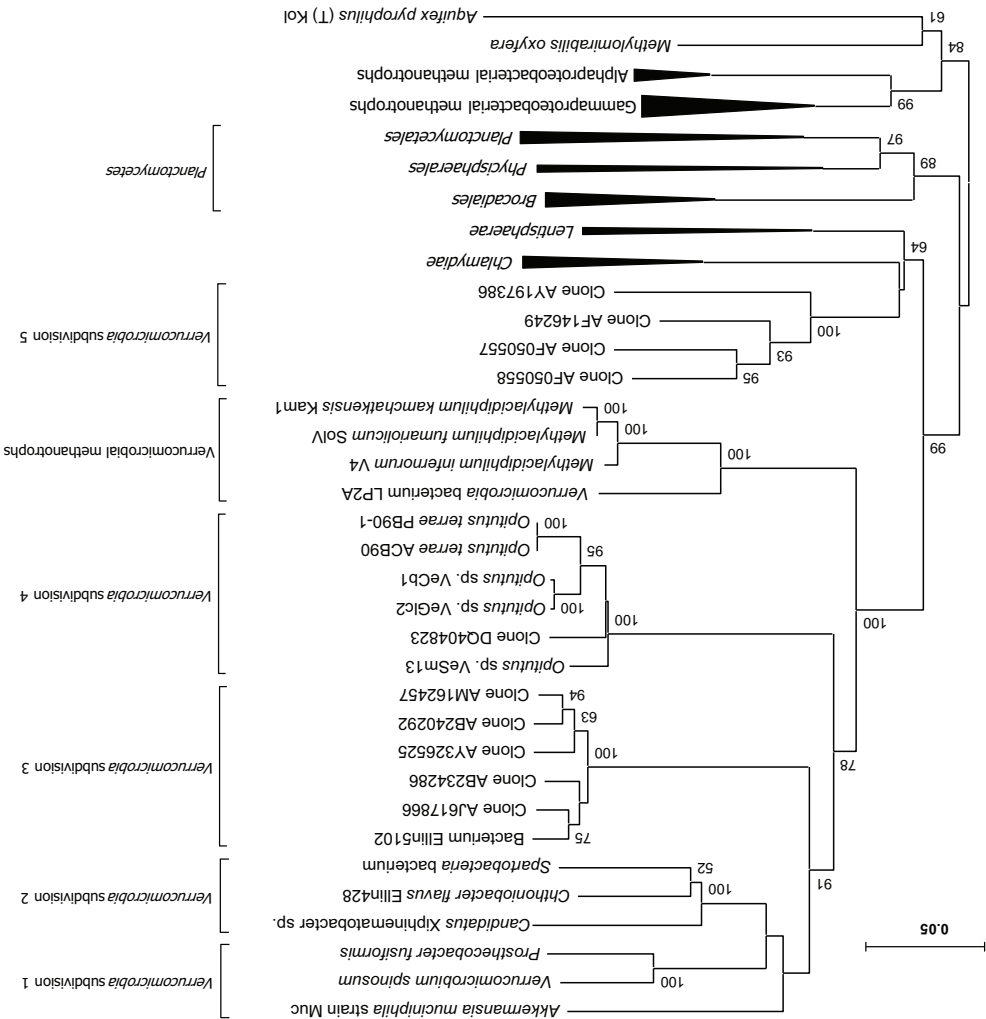 Akkermansia muciniphila strain Muc
100
Verrucomicrobium spinosum
Prosthecobacter fusiformis
Verrucomicrobia subdivision 1
0.05
Candidatus Xiphinematobacter sp.
100
Chthoniobacter flavus Ellin428
52
Spartobacteria bacterium
Verrucomicrobia subdivision 2
91
75
Bacterium Ellin5102
Clone AJ617866
Clone AB234286
100
Clone AY326525
63
Clone AB240292
94
Clone AM162457
Verrucomicrobia subdivision 3
78
Opitutus sp. VeSm13
Clone DQ404823
100
100
Opitutus sp. VeGlc2
Opitutus sp. VeCb1
95
Opitutus terrae ACB90
100
Opitutus terrae PB90-1
Verrucomicrobia subdivision 4
100
Verrucomicrobia bacterium LP2A
100
Methylacidiphilum infernorum V4
100
Methylacidiphilum fumariolicum SolV
100
Methylacidiphilum kamchatkensis Kam1
Verrucomicrobial methanotrophs
99
95
Clone AF050558
93
Clone AF050557
100
Clone AF146249
Clone AY197386
Verrucomicrobia subdivision 5
Chlamydiae
64
Lentisphaerae
Brocadiales
89
Phycisphaerales
97
Planctomycetales
Planctomycetes
99
Gammaproteobacterial methanotrophs
Alphaproteobacterial methanotrophs
84
Methylomirabilis oxyfera
61
Aquifex pyrophilus (T) Kol